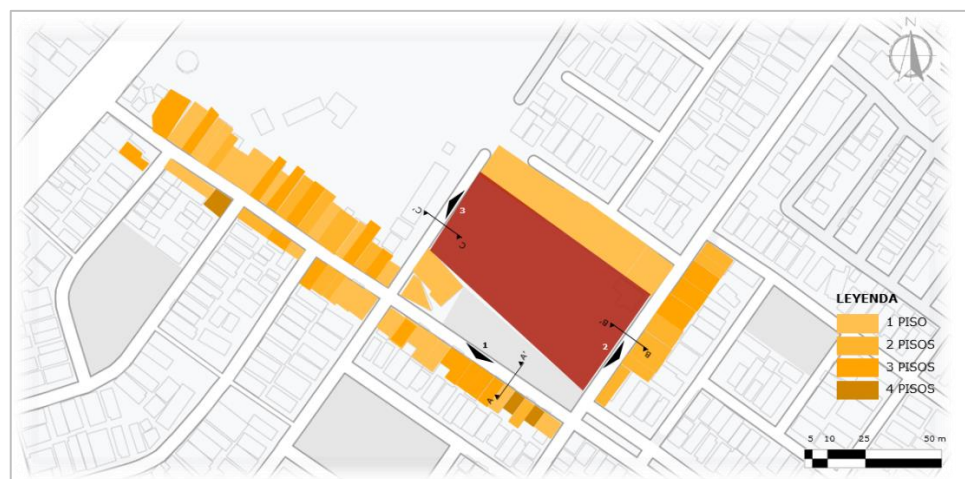 N
3
C'
C
LEYENDA
1 PISO
2 PISOS
3 PISOS
4 PISOS
B'
B
1
2
A'
A
5 10 25 50 m